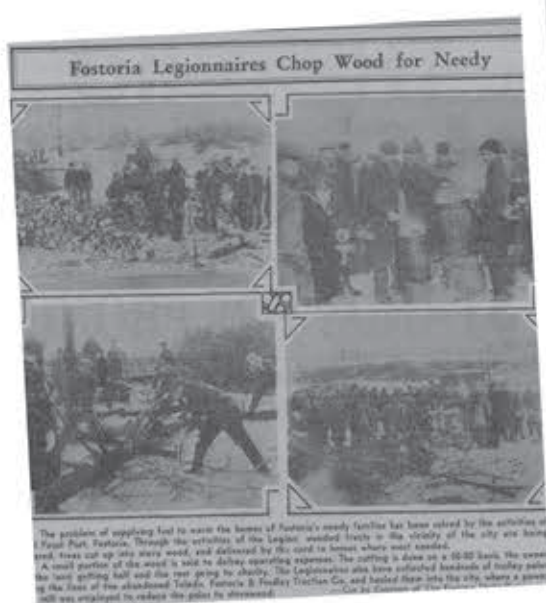 Fostoria Legionnaires Chop Wood for Needy
The problem of supplying fuel to warm the homes of Fostoria's needy families has been solved by the activities of
Post, Fostoria. Through the activities of the Legion, wooded tracts in the vicinity of the city are being
trees cut up into stove wood, and delivered by the cord to homes where most needed.
A small portion of the wood is sold to defray operating expenses. The cutting is done on a 50-50 basis, the owner
the land getting half and the rest going to charity. The Legionnaires also have collected hundreds of trolley poles
the lines of the abandoned Toledo, Fostoria & Findlay Traction Co. and hauled them into the city, where a power
mill was employed to reduce the poles to stovewood.